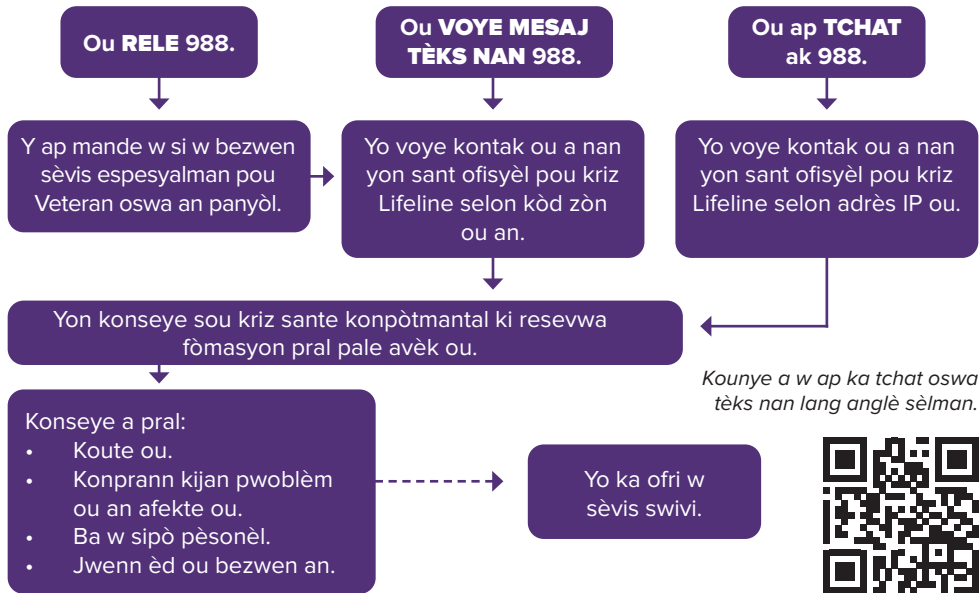 Ou RELE 988.
Ou VOYE MESAJ
TÈKS NAN 988.
Ou ap TCHAT
ak 988.
Y ap mande w si w bezwen
sèvis espesyalman pou
Veteran oswa an panyòl.
Yo voye kontak ou a nan
yon sant ofisyèl pou kriz
Lifeline selon kòd zòn
ou an.
Yo voye kontak ou a nan
yon sant ofisyèl pou kriz
Lifeline selon adrès IP ou.
Yon konseye sou kriz sante konpòtmantal ki resevwa
fòmasyon pral pale avèk ou.
Kounye a w ap ka tchat oswa
tèks nan lang anglè sèlman.
Konseye a pral:
• Koute ou.
• Konprann kijan pwoblèm
ou an afekte ou.
• Ba w sipò pèsonèl.
• Jwenn èd ou bezwen an.
Yo ka ofri w
sèvis swivi.